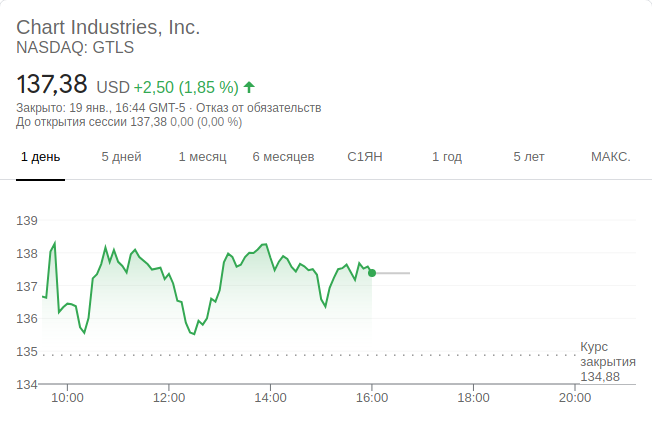 Chart Industries, Inc.
NASDAQ: GTLS
137,38 USD +2,50 (1,85 %)
Закрыто: 19 янв., 16:44 GMT-5 · Отказ от обязательств
До открытия сессии 137,38 0,00 (0,00 %)
1 день 5 дней 1 месяц 6 месяцев С1ЯН 1 год 5 лет МАКС.
139
138
137
136
135
134
Курс
закрытия
134,88
10:00 12:00 14:00 16:00 18:00 20:00